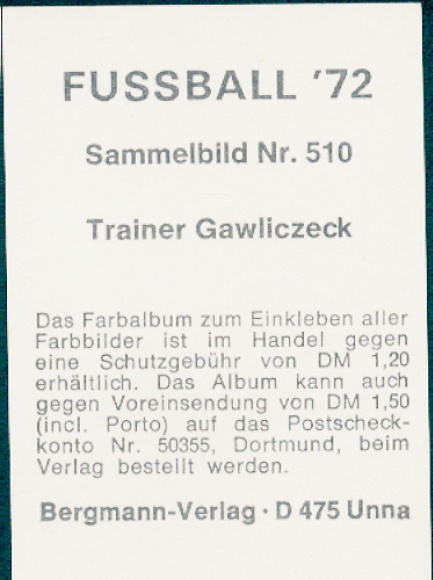 FUSSBALL '72
Sammelbild Nr. 510
Trainer Gawliczeck
Das Farbalbum zum Einkleben aller
Farbbilder ist im Handel gegen
eine Schutzgebühr von DM 1,20
erhältlich. Das Album kann auch
gegen Voreinsendung von DM 1,50
(incl. Porto) auf das Postscheck-
konto Nr. 50355, Dortmund, beim
Verlag bestellt werden.
Bergmann-Verlag · D 475 Unna